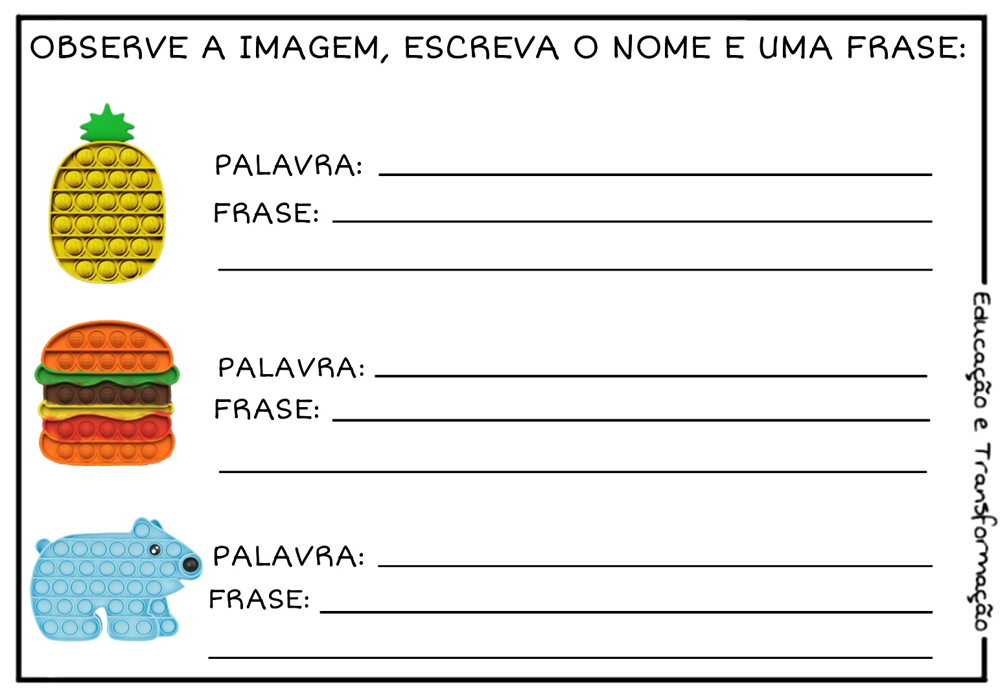 OBSERVE A IMAGEM, ESCREVA O NOME E UMA FRASE:
PALAVRA:
FRASE:
PALAVRA:
FRASE:
PALAVRA:
FRASE:
Educação e Transformação